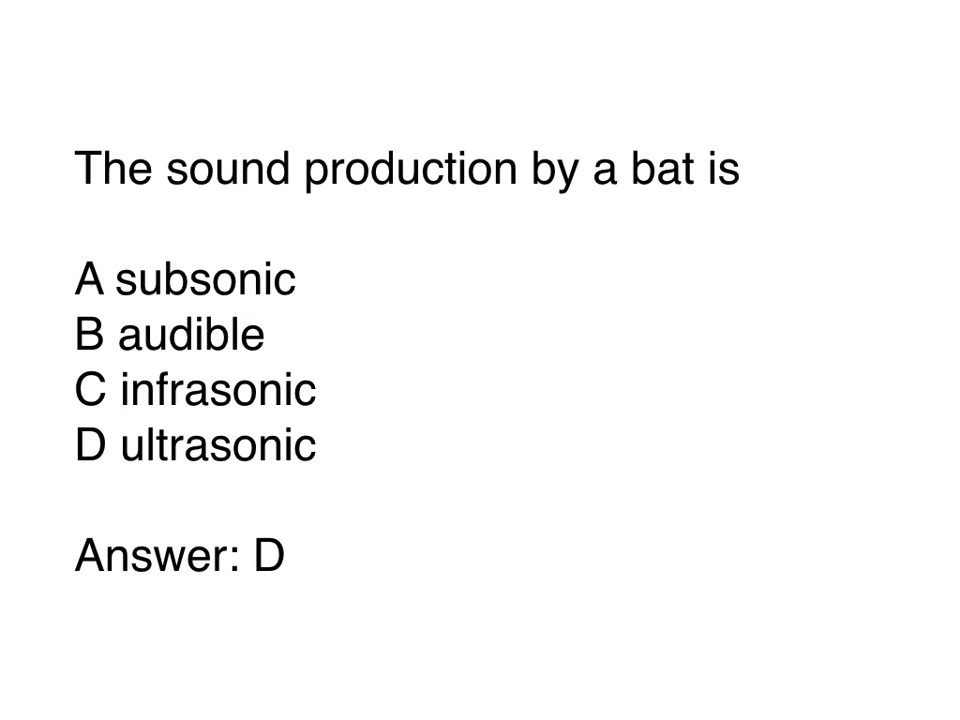 The sound production by a bat is
A subsonic
B audible
C infrasonic
D ultrasonic
Answer: D